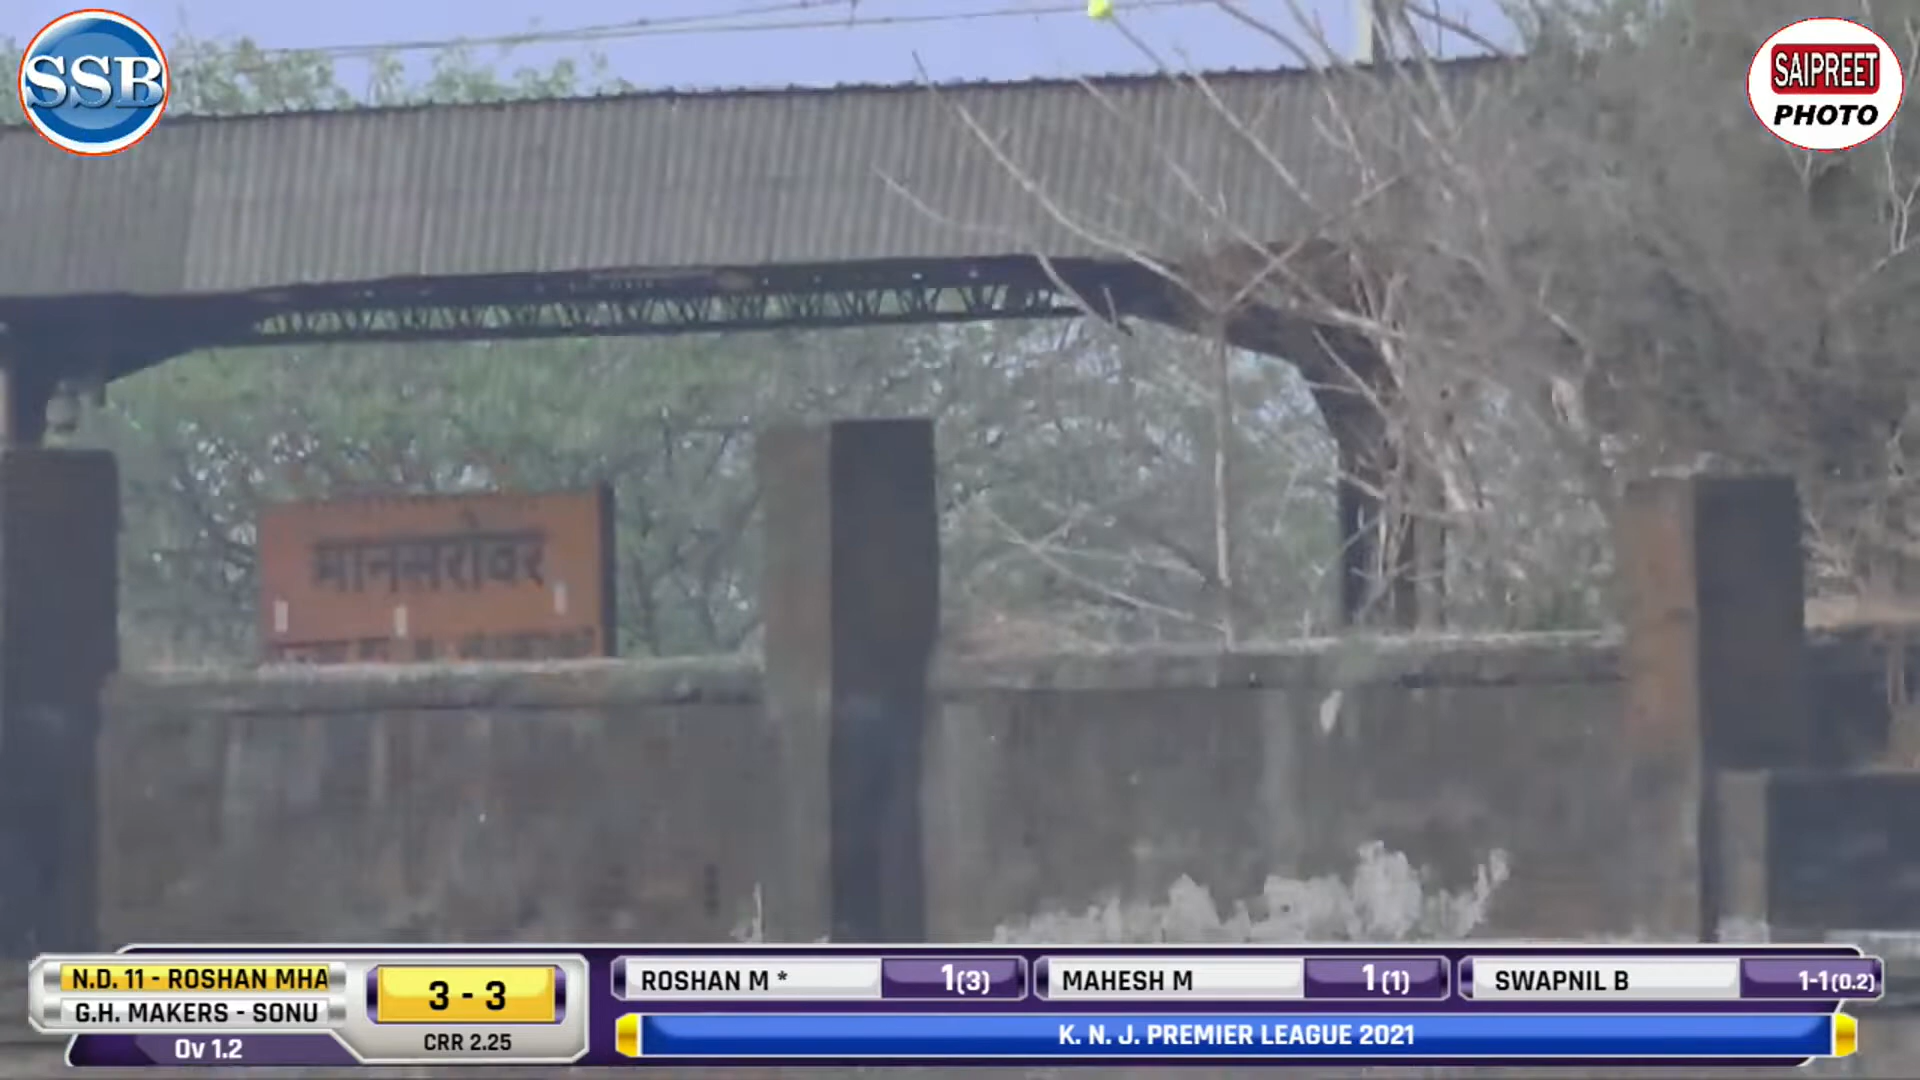 SSB
SAIPREET
PHOTO
मानसरोवर
N.D. 11 - ROSHAN MHA
G.H. MAKERS - SONU
Ov 1.2
3 - 3
CRR 2.25
ROSHAN M *
1(3)
MAHESH M
1 (1)
SWAPNIL B
1-1(0.2)
K. N. J. PREMIER LEAGUE 2021